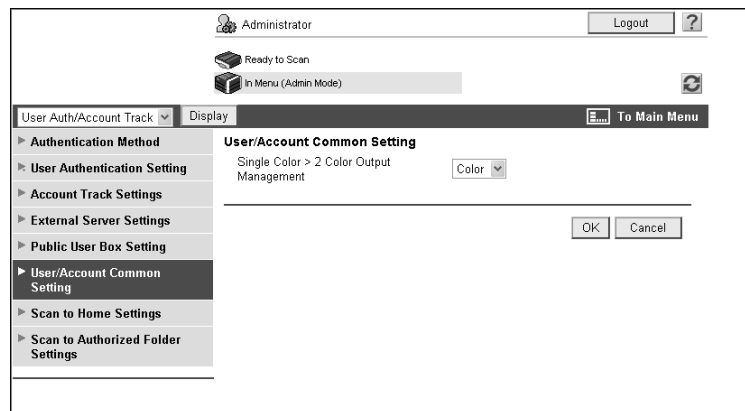 Administrator
Logout
?
Ready to Scan
In Menu (Admin Mode)
User Auth/Account Track
Display
To Main Menu
Authentication Method
User Authentication Setting
Account Track Settings
External Server Settings
Public User Box Setting
User/Account Common
Setting
Scan to Home Settings
Scan to Authorized Folder
Settings
User/Account Common Setting
Single Color > 2 Color Output
Management
Color
OK
Cancel